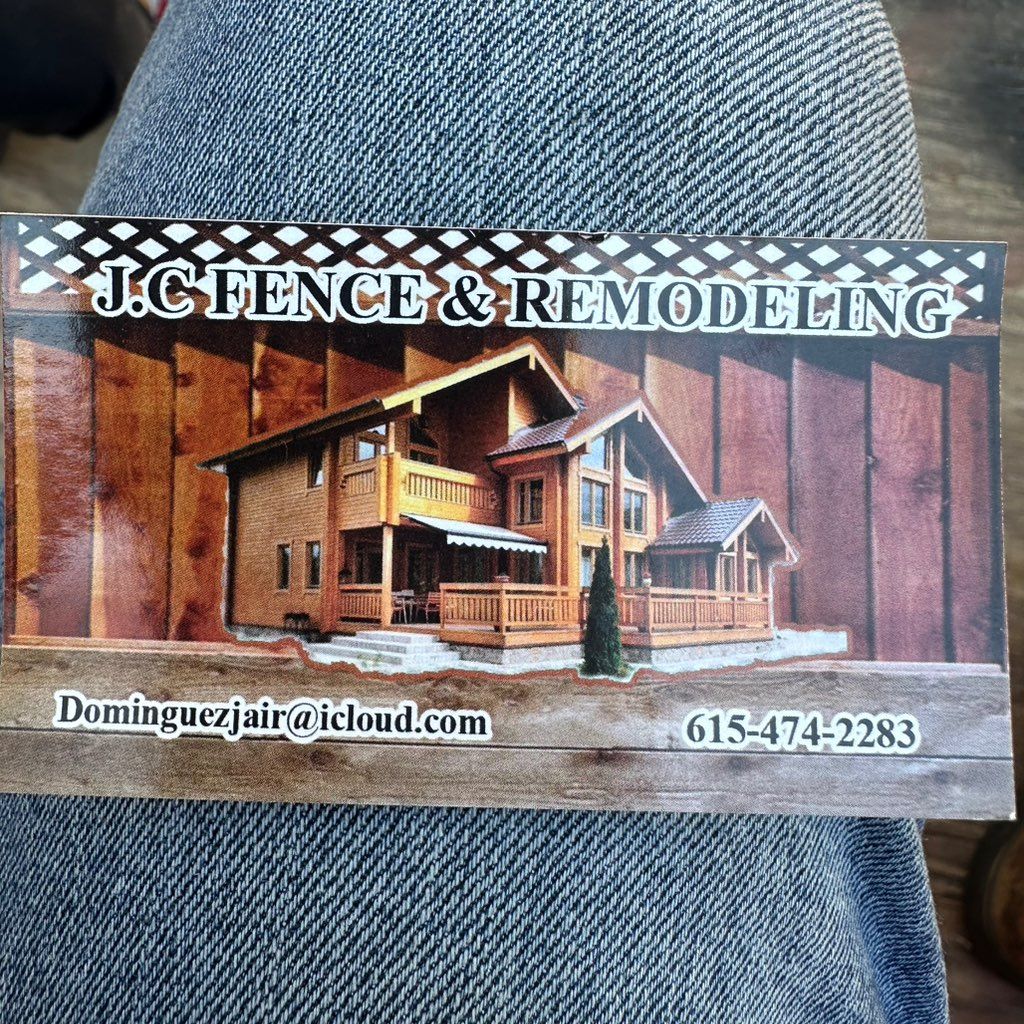 J.C FENCE & REMODELING
Dominguezjair@icloud.com
615-474-2283